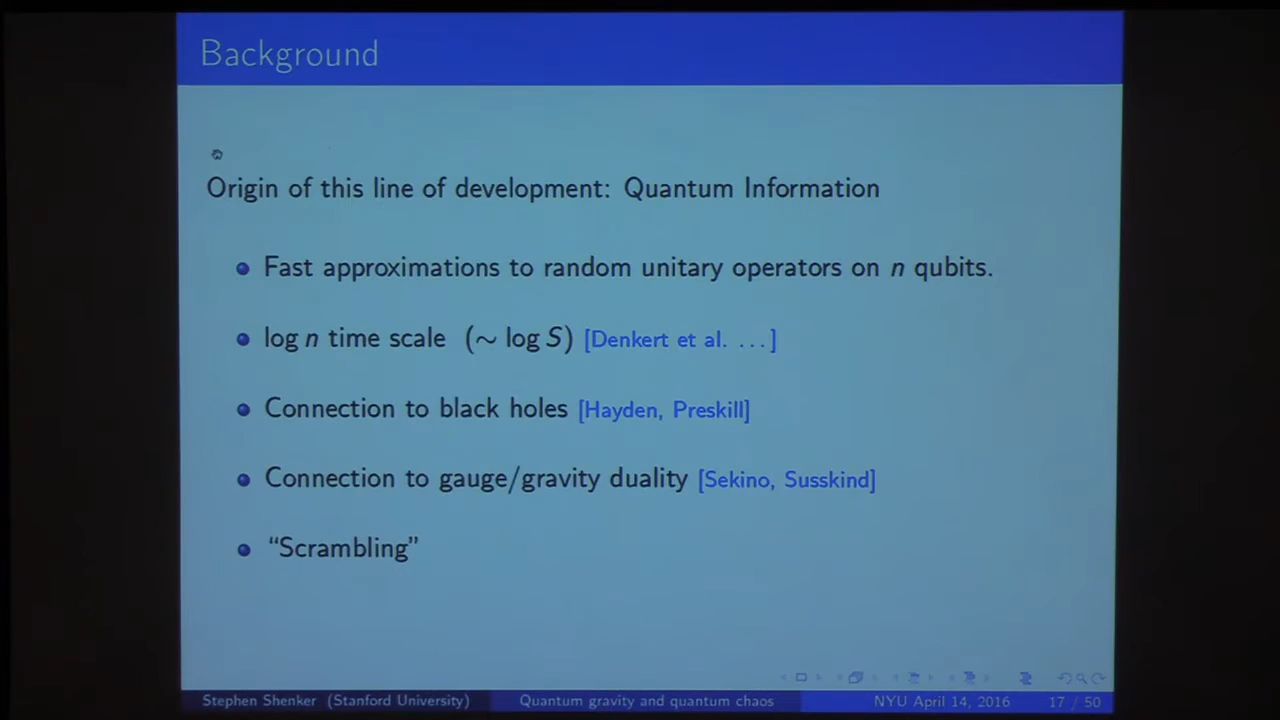 Background
Origin of this line of development: Quantum Information
Fast approximations to random unitary operators on n qubits.
log n time scale (∼ log S) [Denkert et al. ...]
Connection to black holes [Hayden, Preskill]
Connection to gauge/gravity duality [Sekino, Susskind]
“Scrambling”
Stephen Shenker (Stanford University) Quantum gravity and quantum chaos NYU April 14, 2016 17 / 50